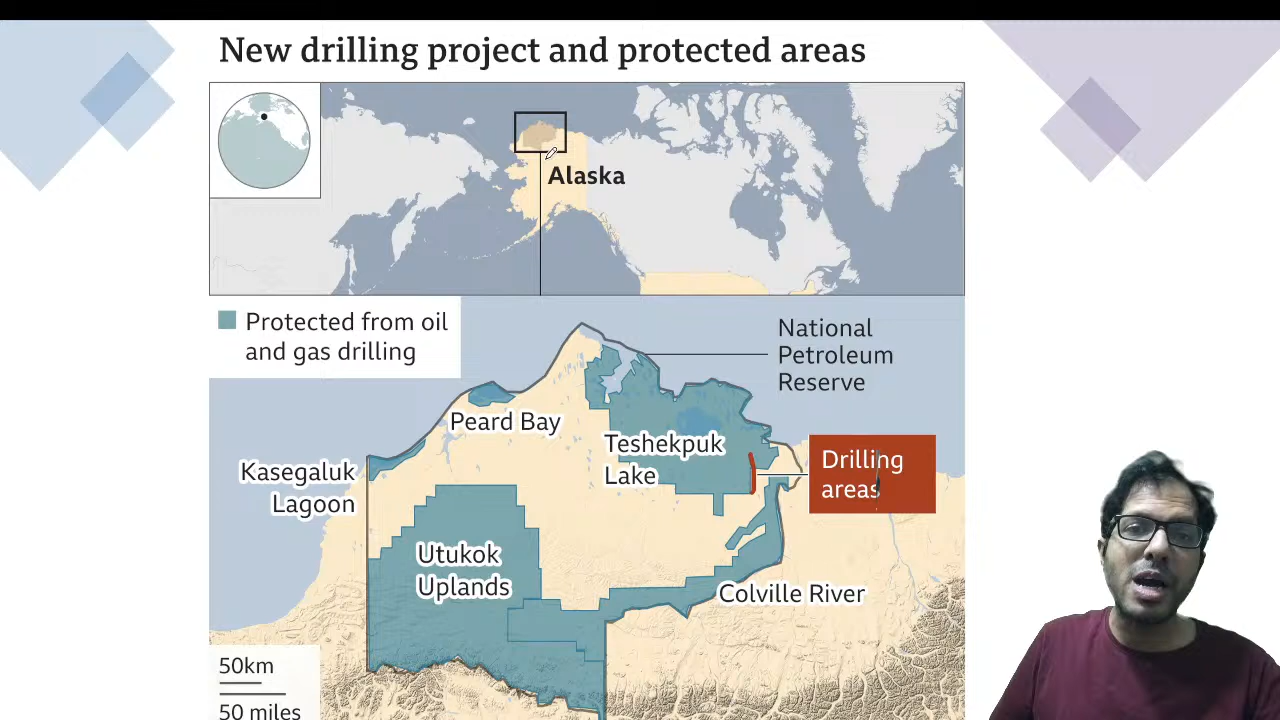 New drilling project and protected areas
Alaska
Protected from oil
and gas drilling
National
Petroleum
Reserve
Peard Bay
Teshekpuk
Lake
Drilling
areas
Kasegaluk
Lagoon
Utukok
Uplands
Colville River
50km
50 miles